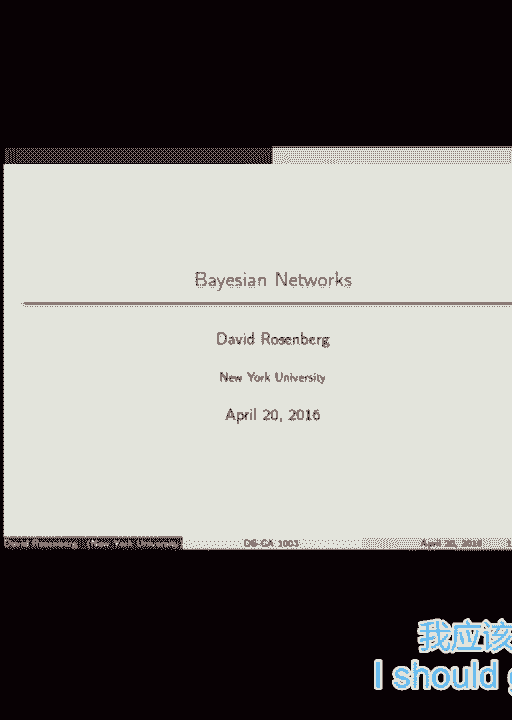 Bayesian Networks
David Rosenberg
New York University
April 20, 2016
David Rosenberg (New York University)
DS-GA 1003
April 20, 2016
1
我应该
I should g